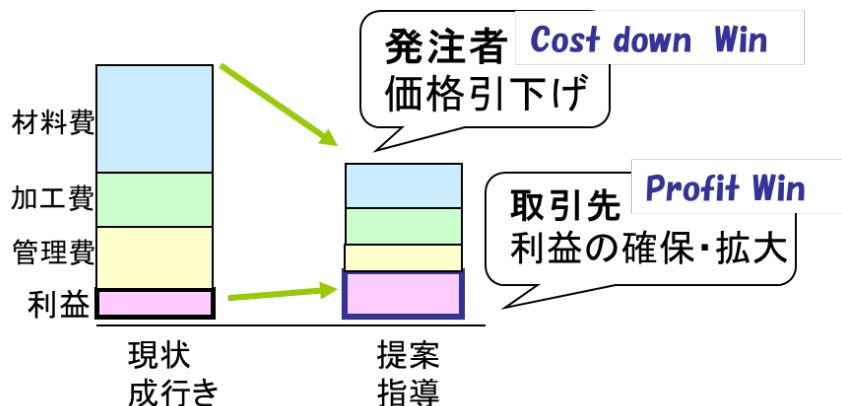 発注者
Cost down Win
価格引下げ
材料費
加工費
管理費
利益
取引先
Profit Win
利益の確保・拡大
現状
成行き
提案
指導